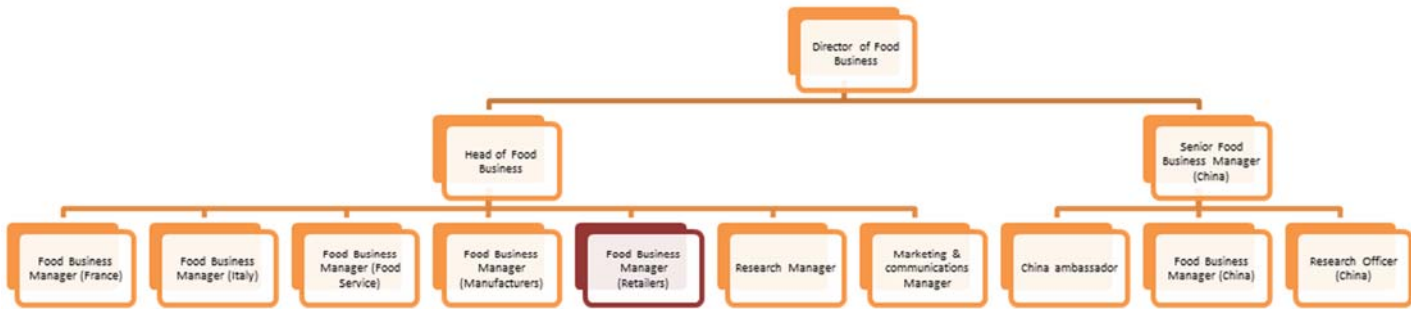 Director of Food
Business
Head of Food
Business
Senior Food
Business Manager
(China)
Food Business
Manager (France)
Food Business
Manager (Italy)
Food Business
Manager (Food
Service)
Food Business
Manager
(Manufacturers)
Food Business
Manager
(Retailers)
Research Manager
Marketing &
communications
Manager
China ambassador
Food Business
Manager (China)
Research Officer
(China)